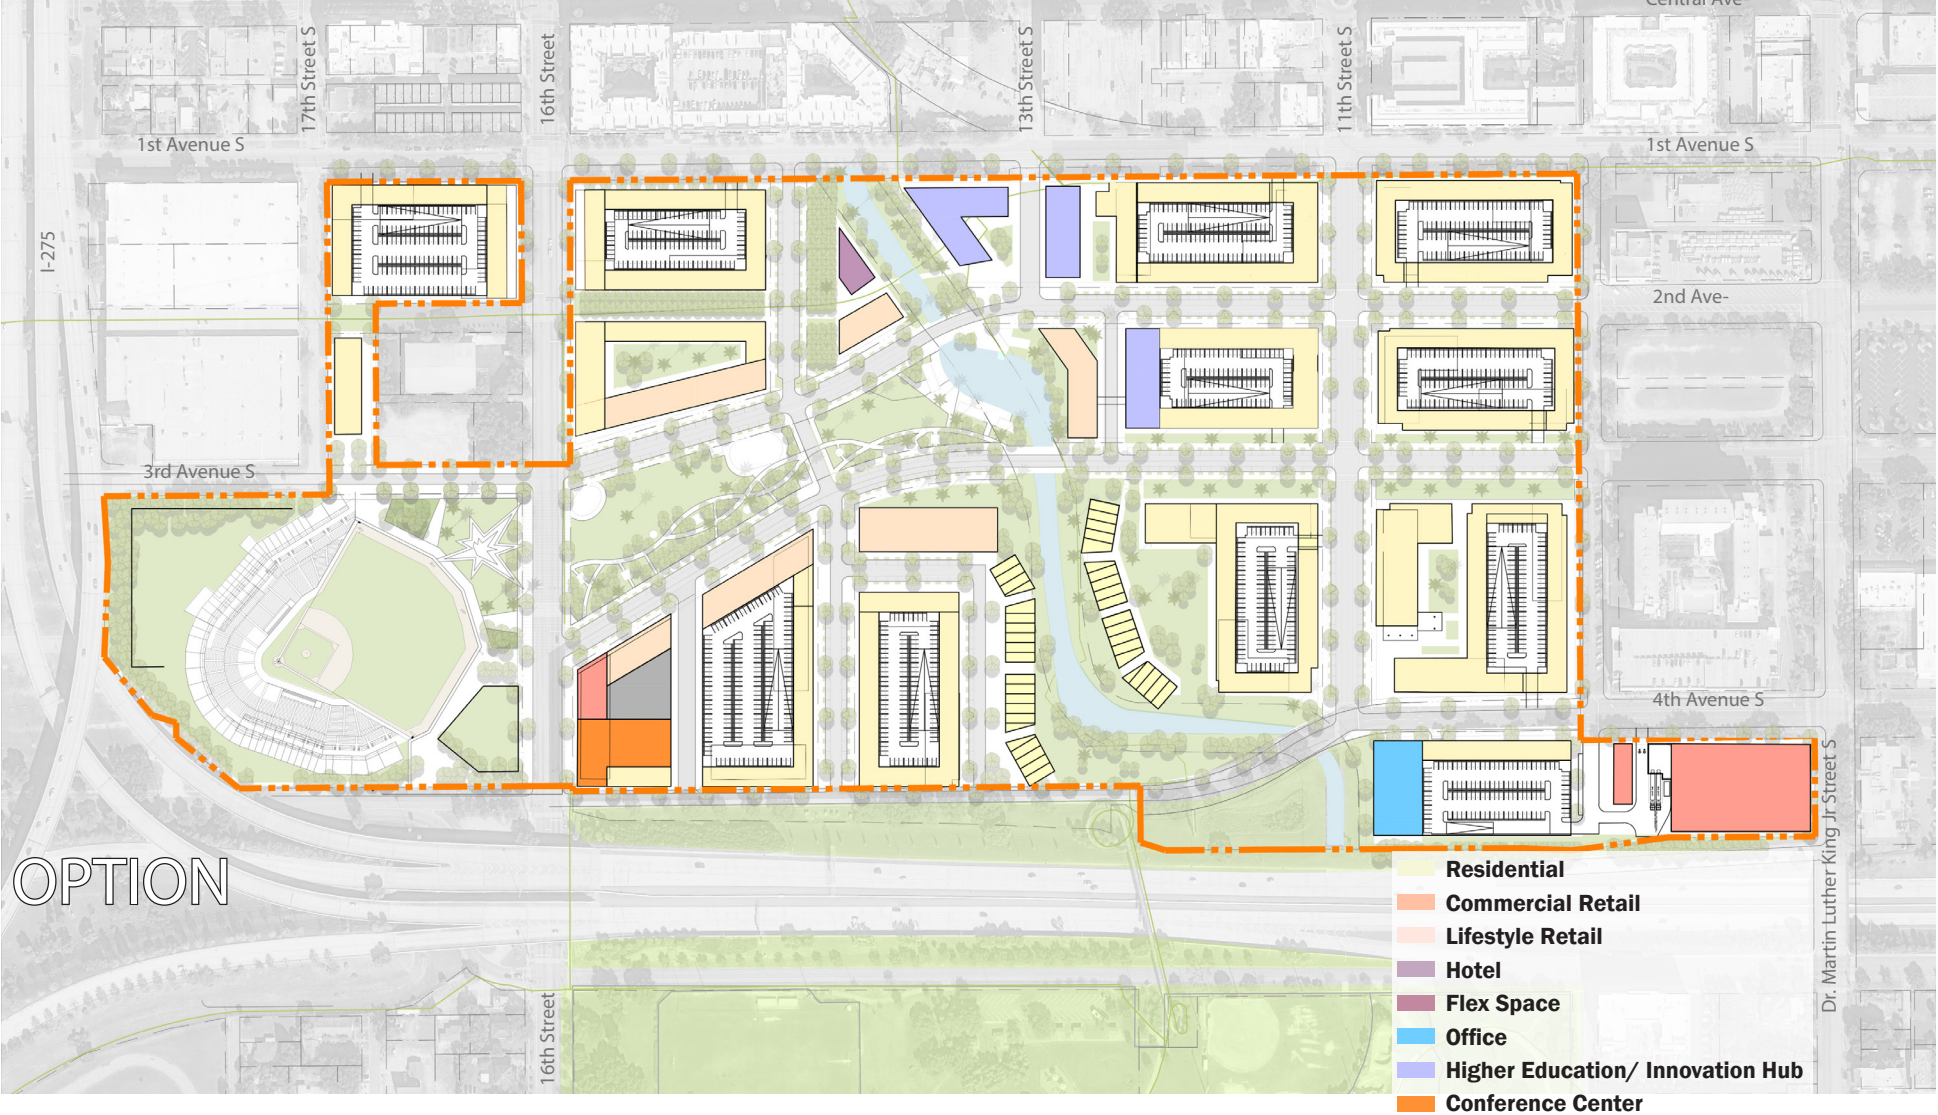 Central Ave
17th Street S
16th Street
13th Street S
11th Street S
1st Avenue S
1st Avenue S
I-275
2nd Ave-
3rd Avenue S
4th Avenue S
Dr. Martin Luther King Jr Street S
OPTION
16th Street
Residential
Commercial Retail
Lifestyle Retail
Hotel
Flex Space
Office
Higher Education/ Innovation Hub
Conference Center